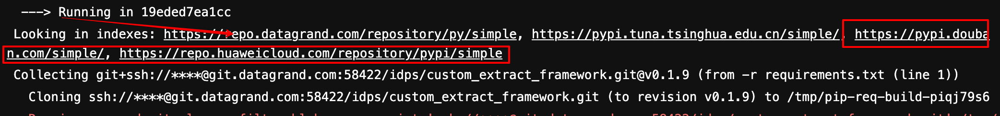 ---> Running in 19eded7ea1cc
Looking in indexes: https://repo.datagrand.com/repository/py/simple, https://pypi.tuna.tsinghua.edu.cn/simple/, https://pypi.douba
n.com/simple/, https://repo.huaweicloud.com/repository/pypi/simple
Collecting git+ssh://****@git.datagrand.com:58422/idps/custom_extract_framework.git@v0.1.9 (from -r requirements.txt (line 1))
Cloning ssh://****@git.datagrand.com:58422/idps/custom_extract_framework.git (to revision v0.1.9) to /tmp/pip-req-build-piqj79s6